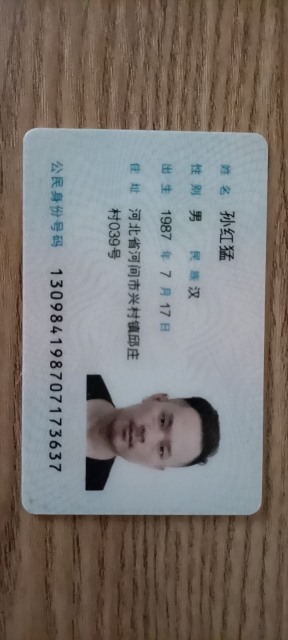 姓名 孙红猛
性别 男 民族 汉
出生 1987 年 7 月 17 日
住址 河北省河间市兴村镇邱庄
村039号
公民身份号码 130984198707173637